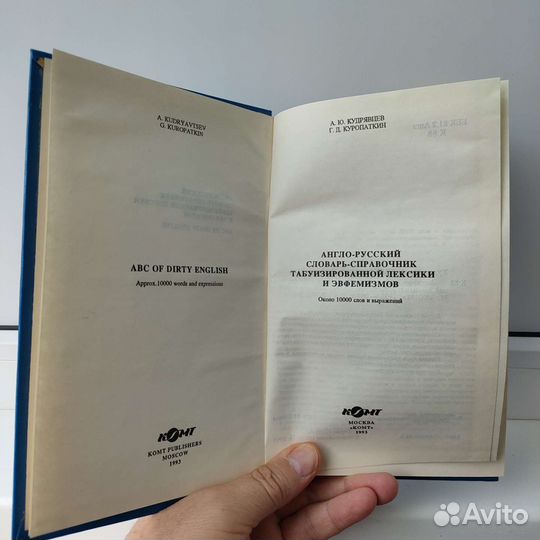 A. KUDRYAVTSEV
G. KUROPATKIN
ABC OF DIRTY ENGLISH
Approx.10000 words and expressions
КОМТ
KOMT PUBLISHERS
MOSCOW
1993
А. Ю. КУДРЯВЦЕВ
Г. Д. КУРОПАТКИН
АНГЛО-РУССКИЙ
СЛОВАРЬ-СПРАВОЧНИК
ТАБУИЗИРОВАННОЙ ЛЕКСИКИ
И ЭВФЕМИЗМОВ
Около 10000 слов и выражений
КОМТ
МОСКВА
«КОМТ»
1993
Avito